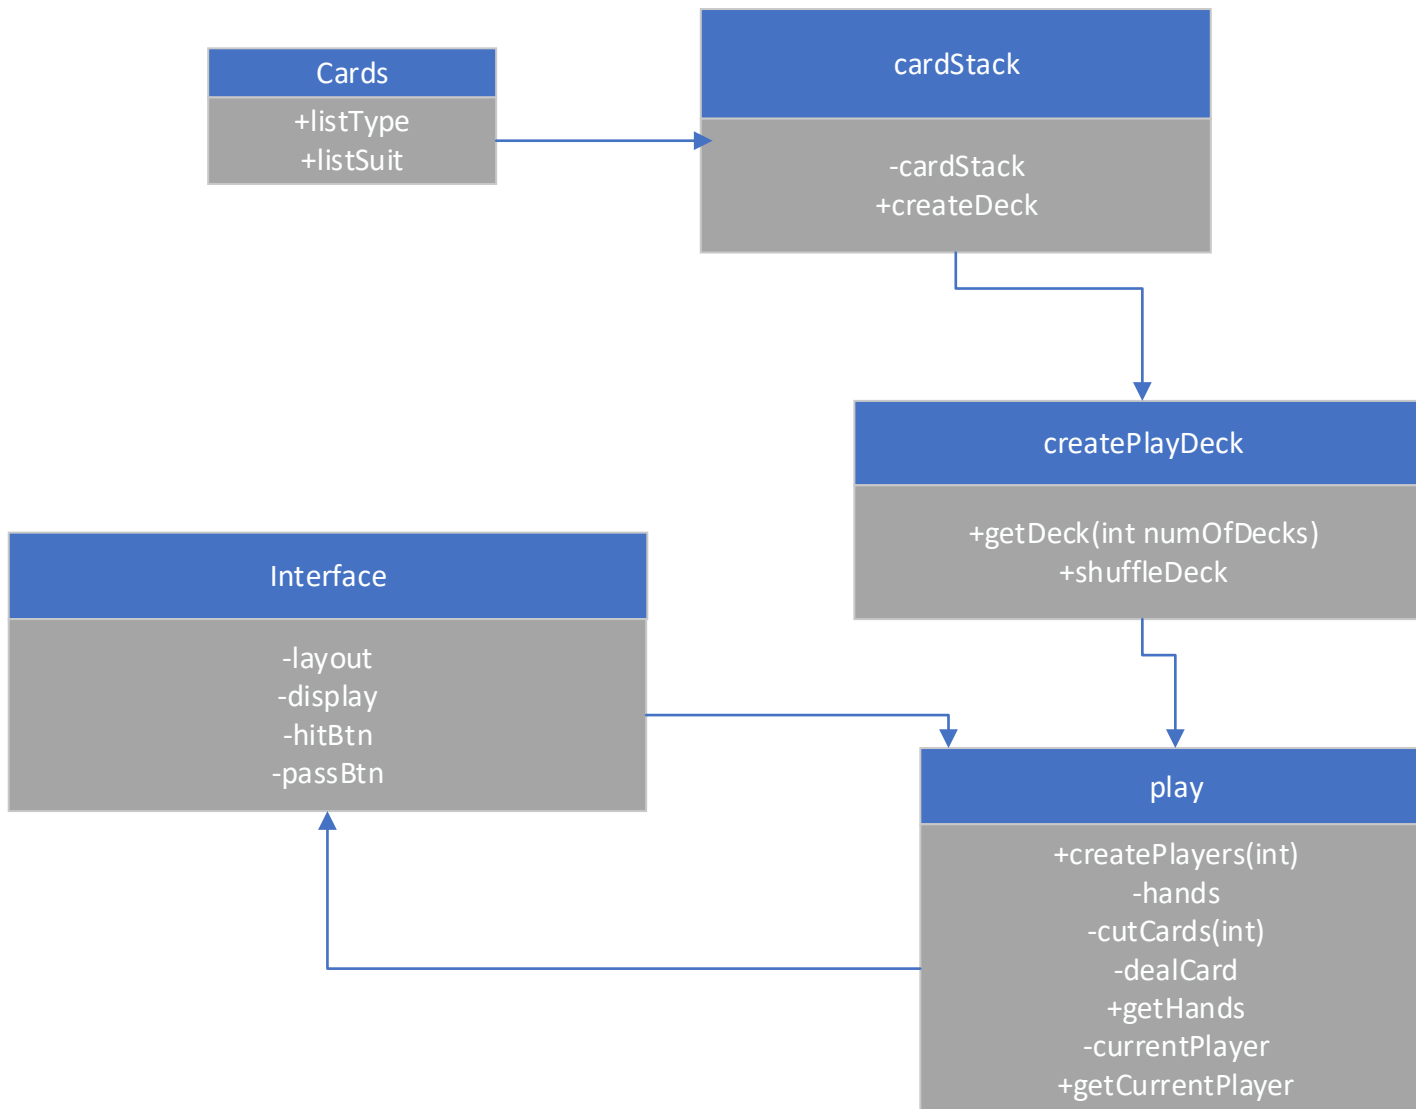 Cards
+listType
+listSuit
cardStack
-cardStack
+createDeck
createPlayDeck
+getDeck(int numOfDecks)
+shuffleDeck
Interface
-layout
-display
-hitBtn
-passBtn
play
+createPlayers(int)
-hands
-cutCards(int)
-dealCard
+getHands
-currentPlayer
+getCurrentPlayer